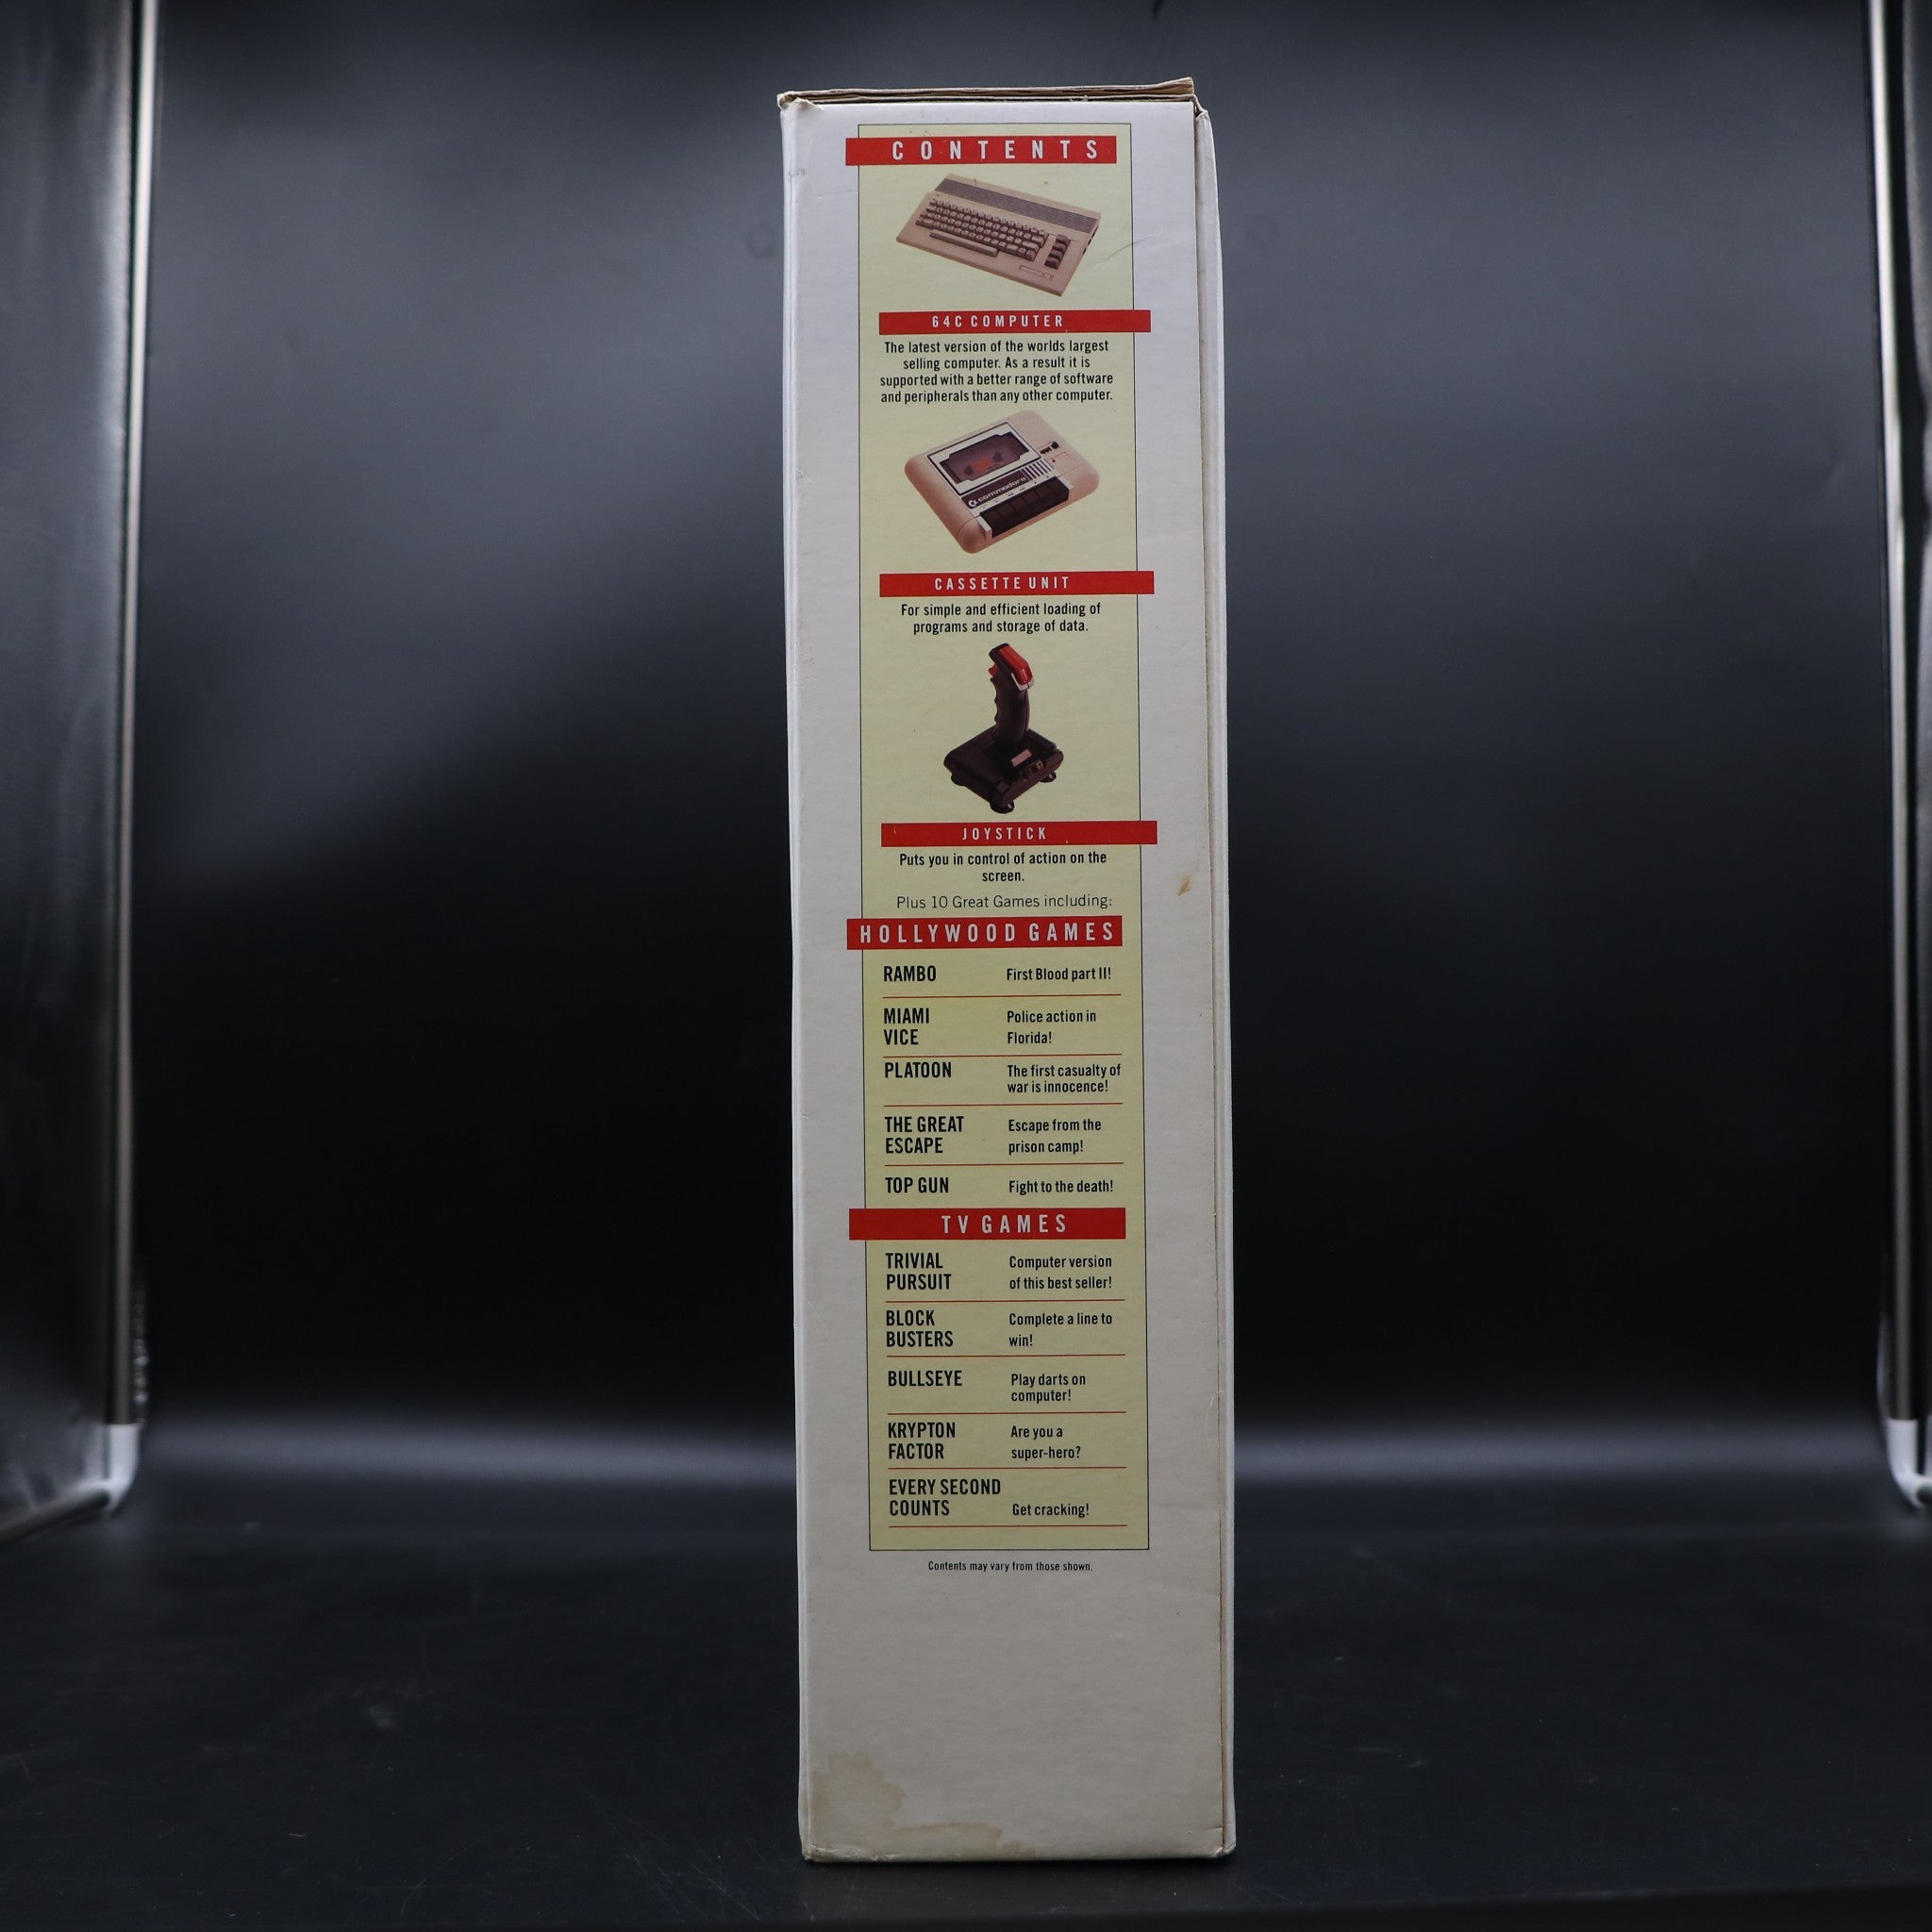 CONTENTS
64C COMPUTER
The latest version of the worlds largest
selling computer. As a result it is
supported with a better range of software
and peripherals than any other computer.
commodore
CASSETTE UNIT
For simple and efficient loading of
programs and storage of data.
JOYSTICK
Puts you in control of action on the
screen.
Plus 10 Great Games including:
HOLLYWOOD GAMES
RAMBO First Blood part II!
MIAMI Police action in
VICE Florida!
PLATOON The first casualty of
war is innocence!
THE GREAT Escape from the
ESCAPE prison camp!
TOP GUN Fight to the death!
TV GAMES
TRIVIAL Computer version
PURSUIT of this best seller!
BLOCK Complete a line to
BUSTERS win!
BULLSEYE Play darts on
computer!
KRYPTON Are you a
FACTOR super-hero?
EVERY SECOND
COUNTS Get cracking!
Contents may vary from those shown.